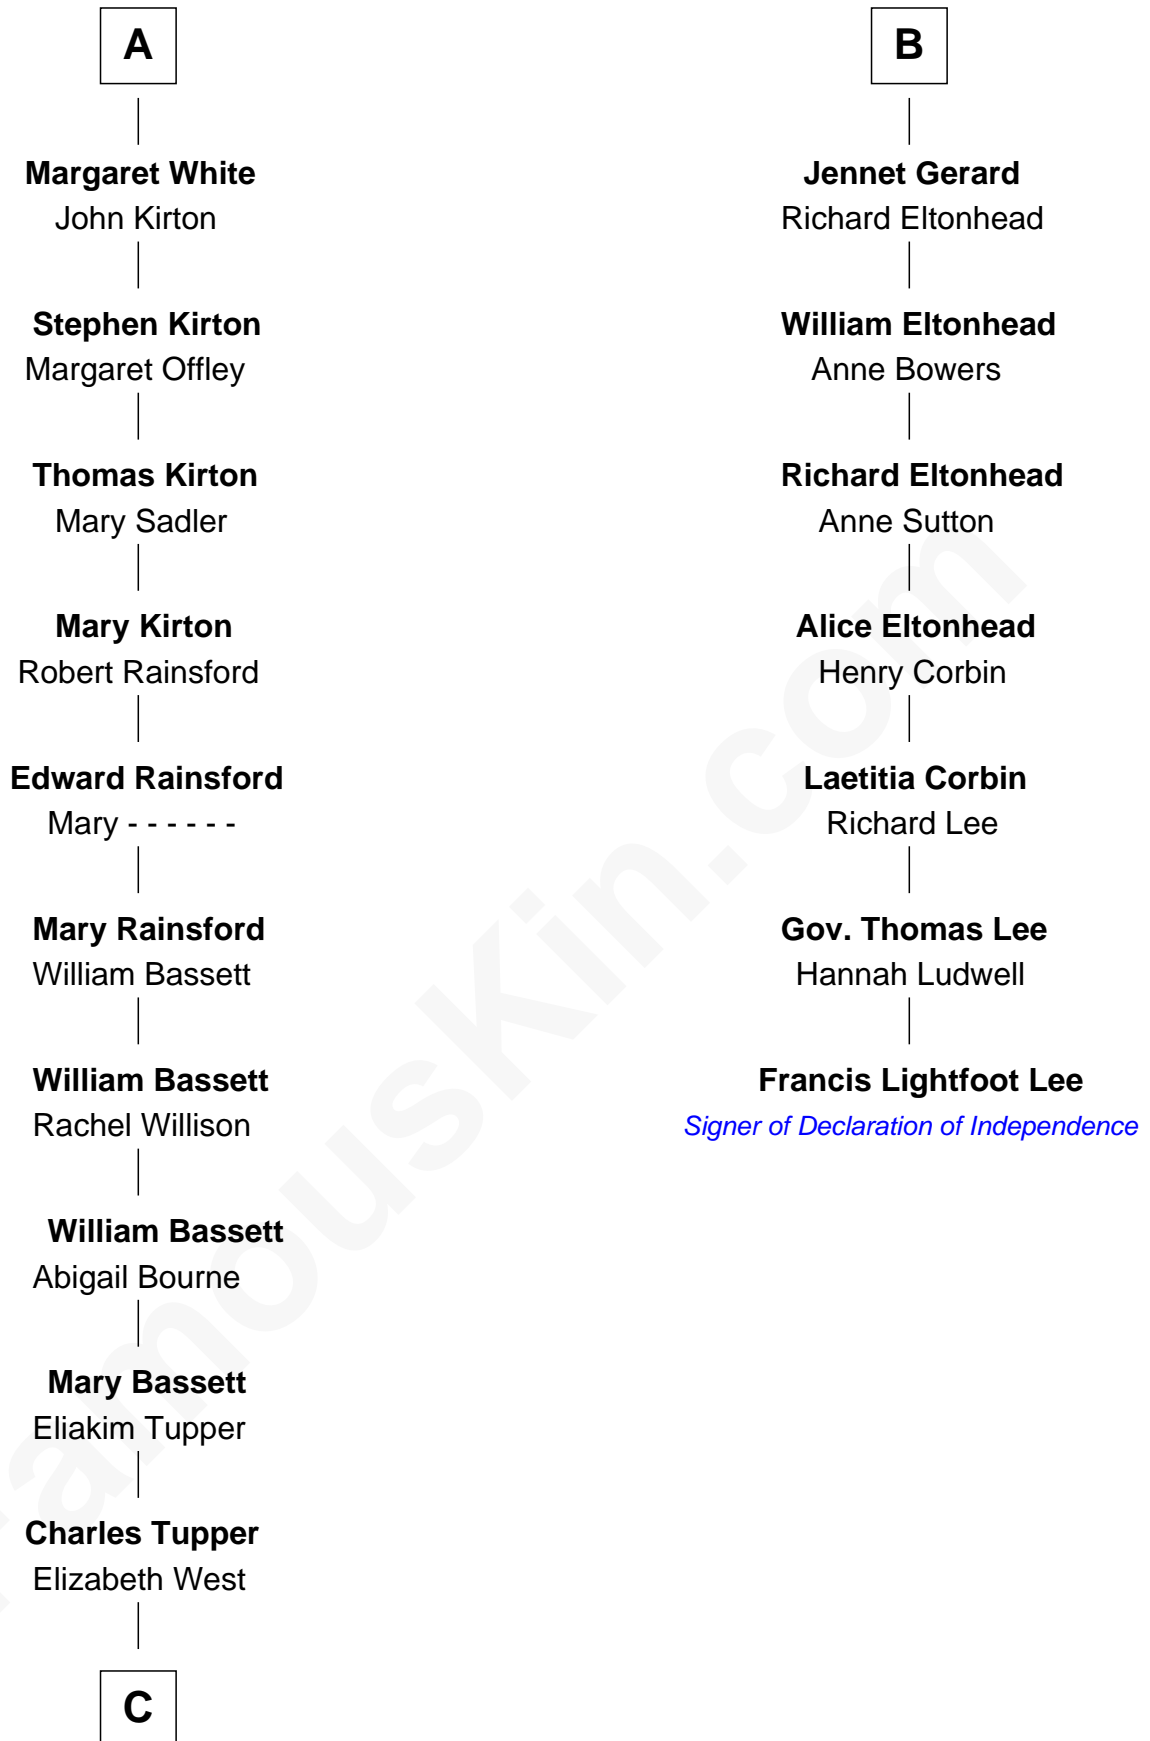 A
Margaret White
John Kirton
Stephen Kirton
Margaret Offley
Thomas Kirton
Mary Sadler
Mary Kirton
Robert Rainsford
Edward Rainsford
Mary - - - - - -
Mary Rainsford
William Bassett
William Bassett
Rachel Willison
William Bassett
Abigail Bourne
Mary Bassett
Eliakim Tupper
Charles Tupper
Elizabeth West
C
B
Jennet Gerard
Richard Eltonhead
William Eltonhead
Anne Bowers
Richard Eltonhead
Anne Sutton
Alice Eltonhead
Henry Corbin
Laetitia Corbin
Richard Lee
Gov. Thomas Lee
Hannah Ludwell
Francis Lightfoot Lee
Signer of Declaration of Independence
FamousKin.com